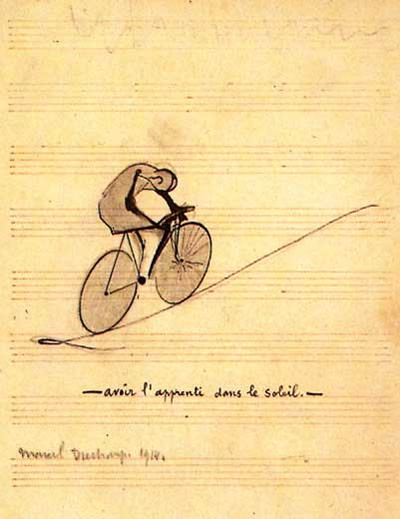 — avoir l'apprenti dans le soleil. —
Marcel Duchamp 1914.